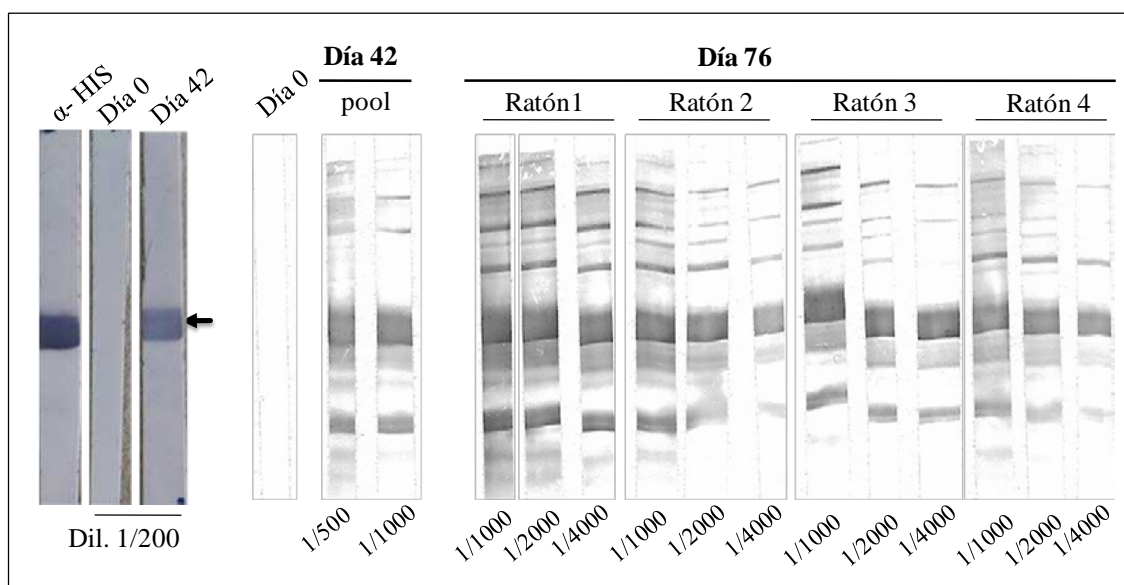 α- HIS
Día 0
Día 42
Dil. 1/200
Día 0
Día 42
pool
1/500
1/1000
Día 76
Ratón1
Ratón 2
Ratón 3
Ratón 4
1/1000
1/2000
1/4000
1/1000
1/2000
1/4000
1/1000
1/2000
1/4000
1/1000
1/2000
1/4000